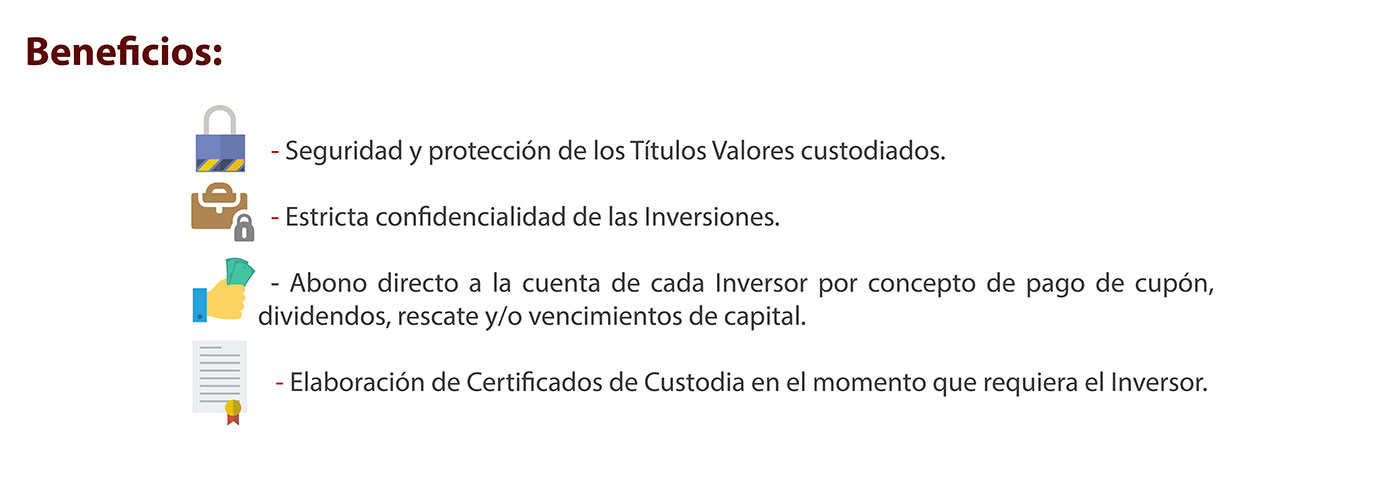 Beneficios:
- Seguridad y protección de los Títulos Valores custodiados.
- Estricta confidencialidad de las Inversiones.
- Abono directo a la cuenta de cada Inversor por concepto de pago de cupón,
dividendos, rescate y/o vencimientos de capital.
- Elaboración de Certificados de Custodia en el momento que requiera el Inversor.